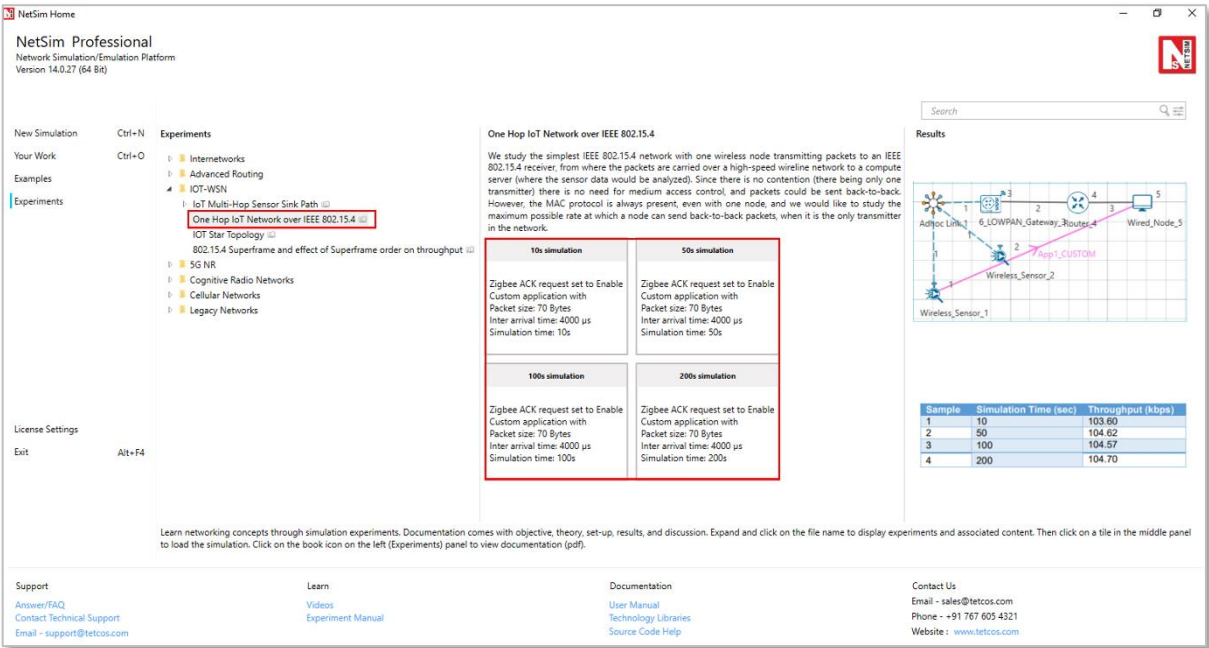 NetSim Home
NetSim Professional
Network Simulation/Emulation Platform
Version 14.0.27 (64 Bit)
NETSIM
Search
New Simulation Ctrl+N
Your Work Ctrl+O
Examples
Experiments
License Settings
Exit Alt+F4
Experiments
Internetworks
Advanced Routing
IOT-WSN
IoT Multi-Hop Sensor Sink Path
One Hop IoT Network over IEEE 802.15.4
IOT Star Topology
802.15.4 Superframe and effect of Superframe order on throughput
5G NR
Cognitive Radio Networks
Cellular Networks
Legacy Networks
One Hop IoT Network over IEEE 802.15.4
We study the simplest IEEE 802.15.4 network with one wireless node transmitting packets to an IEEE
802.15.4 receiver, from where the packets are carried over a high-speed wireline network to a compute
server (where the sensor data would be analyzed). Since there is no contention (there being only one
transmitter) there is no need for medium access control, and packets could be sent back-to-back.
However, the MAC protocol is always present, even with one node, and we would like to study the
maximum possible rate at which a node can send back-to-back packets, when it is the only transmitter
in the network.
10s simulation
Zigbee ACK request set to Enable
Custom application with
Packet size: 70 Bytes
Inter arrival time: 4000 μs
Simulation time: 10s
50s simulation
Zigbee ACK request set to Enable
Custom application with
Packet size: 70 Bytes
Inter arrival time: 4000 μs
Simulation time: 50s
100s simulation
Zigbee ACK request set to Enable
Custom application with
Packet size: 70 Bytes
Inter arrival time: 4000 μs
Simulation time: 100s
200s simulation
Zigbee ACK request set to Enable
Custom application with
Packet size: 70 Bytes
Inter arrival time: 4000 μs
Simulation time: 200s
Results
3 4 5
1 2 3
Adhoc Link_1 6_LOWPAN_Gateway_3 Router_4 Wired_Node_5
1
1 2 App1_CUSTOM
Wireless_Sensor_2
1
Wireless_Sensor_1
Sample Simulation Time (sec) Throughput (kbps)
1 10 103.60
2 50 104.62
3 100 104.57
4 200 104.70
Learn networking concepts through simulation experiments. Documentation comes with objective, theory, set-up, results, and discussion. Expand and click on the file name to display experiments and associated content. Then click on a tile in the middle panel
to load the simulation. Click on the book icon on the left (Experiments) panel to view documentation (pdf).
Support
Answer/FAQ
Contact Technical Support
Email - support@tetcos.com
Learn
Videos
Experiment Manual
Documentation
User Manual
Technology Libraries
Source Code Help
Contact Us
Email - sales@tetcos.com
Phone - +91 767 605 4321
Website : www.tetcos.com